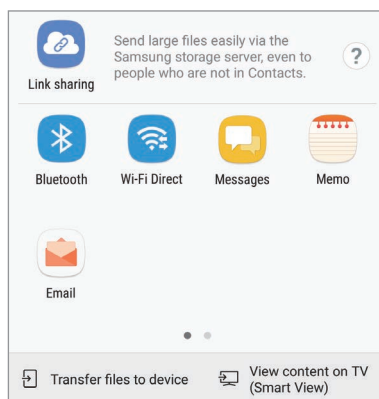 Send large files easily via the
Samsung storage server, even to
people who are not in Contacts.
?
Link sharing
Bluetooth Wi-Fi Direct Messages Memo
Email
Transfer files to device
View content on TV
(Smart View)